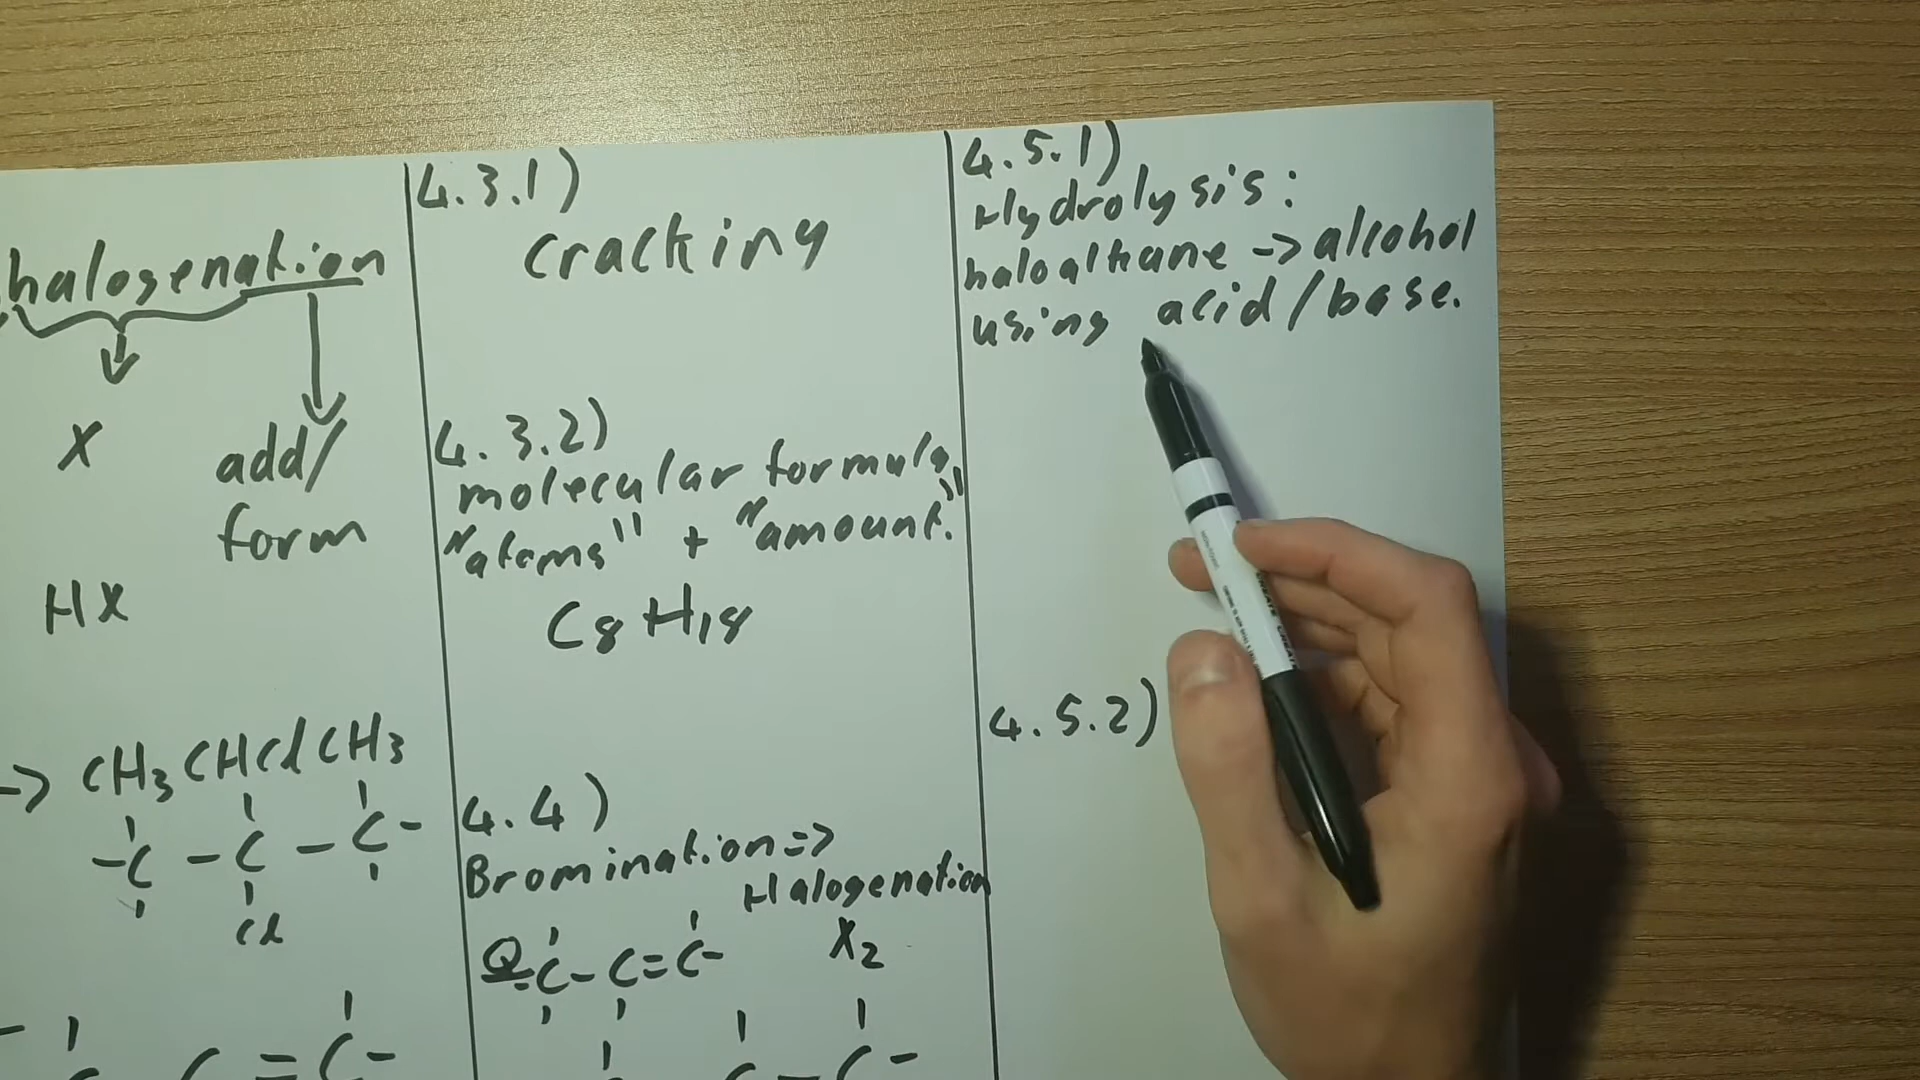 halogenation
X
add/
form
HX
-> CH3CHClCH3
-C-C-C-
Cl
C=C-
4.3.1)
cracking
4.3.2)
molecular formula
"atoms" + "amount."
C8H18
4.4)
Bromination=>
Halogenation
Q-C-C=C-
X2
C-C-
4.5.1)
Hydrolysis:
haloalkane -> alcohol
using acid/base.
4.5.2)